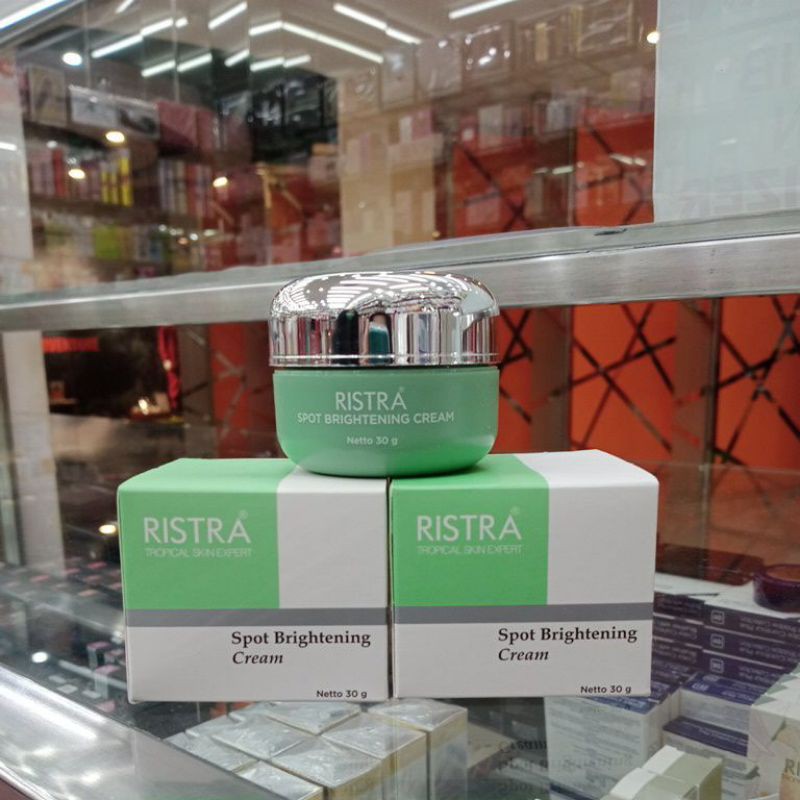 RISTRA®
SPOT BRIGHTENING CREAM
Netto 30 g
RISTRA®
TROPICAL SKIN EXPERT
Spot Brightening
Cream
Netto 30 g
RISTRA®
TROPICAL SKIN EXPERT
Spot Brightening
Cream
Netto 30 g